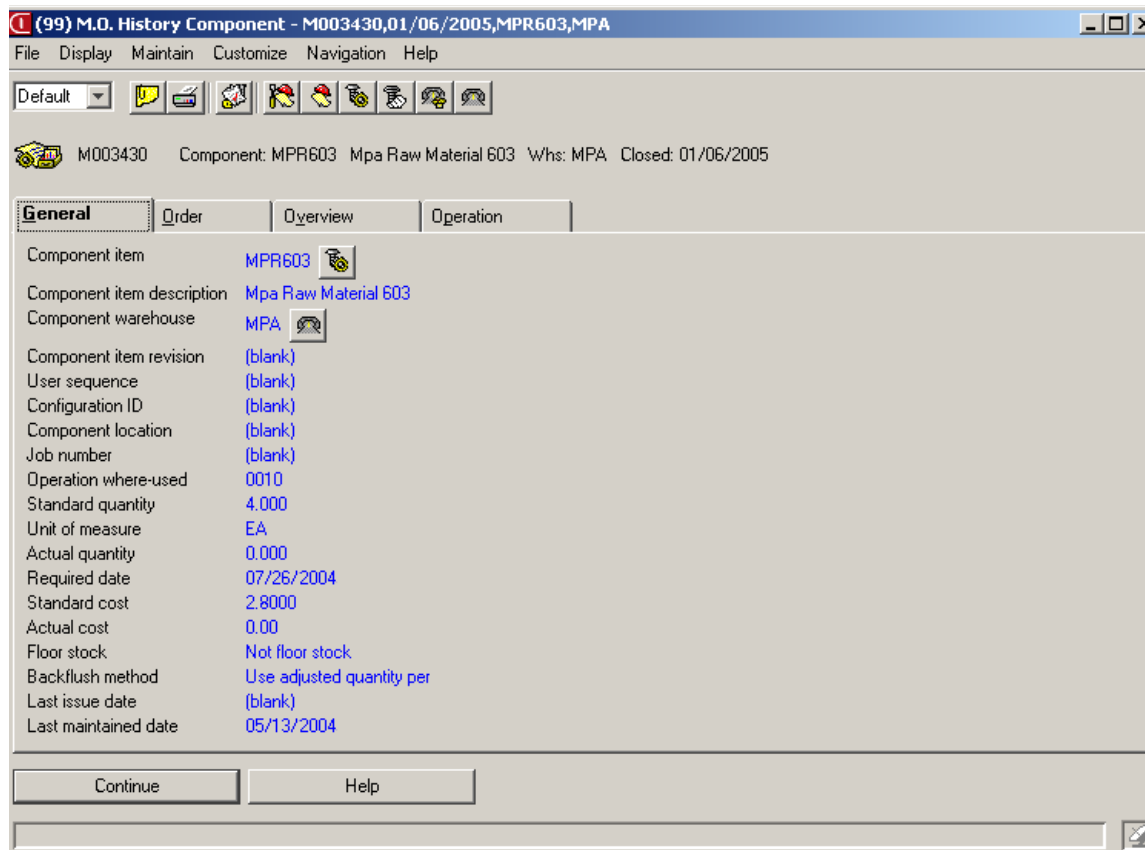 (99) M.O. History Component - M003430,01/06/2005,MPR603,MPA
File Display Maintain Customize Navigation Help
Default
M003430 Component: MPR603 Mpa Raw Material 603 Whs: MPA Closed: 01/06/2005
General Order Overview Operation
Component item MPR603
Component item description Mpa Raw Material 603
Component warehouse MPA
Component item revision (blank)
User sequence (blank)
Configuration ID (blank)
Component location (blank)
Job number (blank)
Operation where-used 0010
Standard quantity 4.000
Unit of measure EA
Actual quantity 0.000
Required date 07/26/2004
Standard cost 2.8000
Actual cost 0.00
Floor stock Not floor stock
Backflush method Use adjusted quantity per
Last issue date (blank)
Last maintained date 05/13/2004
Continue Help